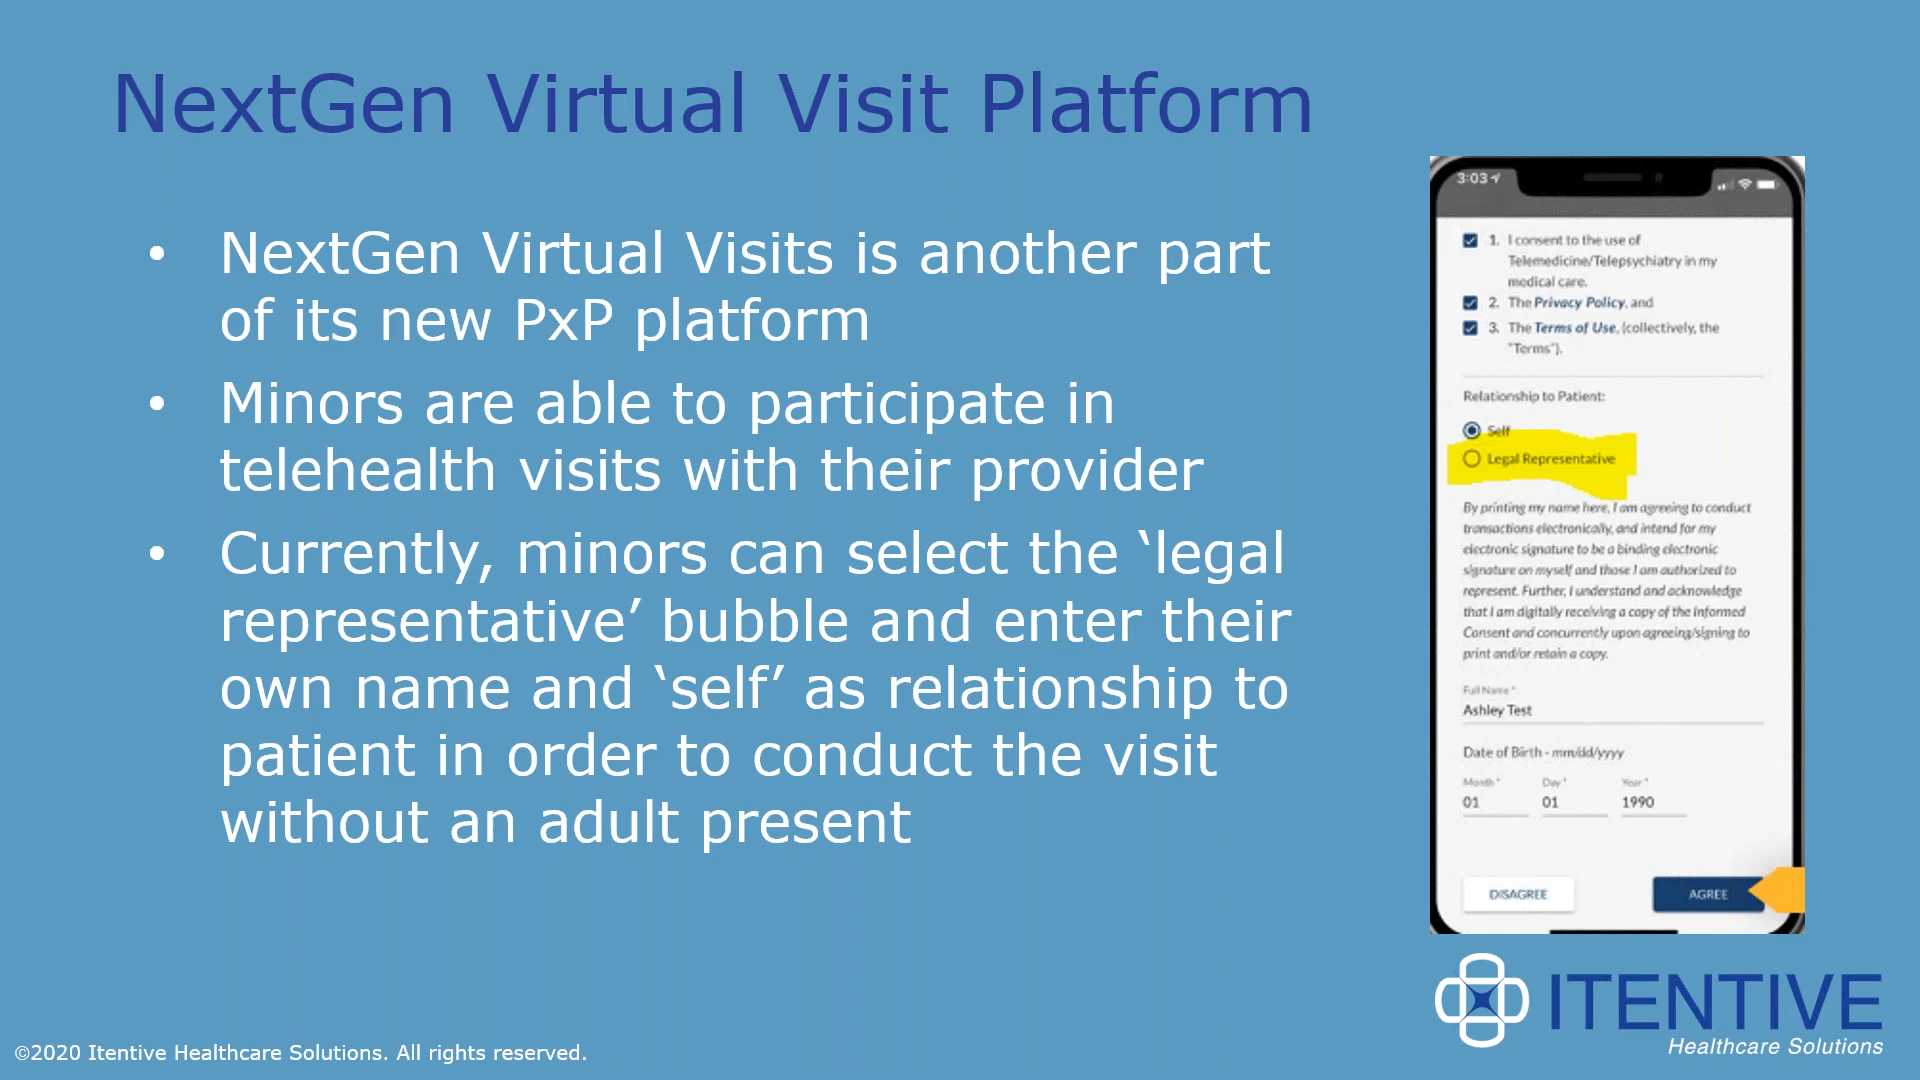 NextGen Virtual Visit Platform
• NextGen Virtual Visits is another part
of its new PxP platform
• Minors are able to participate in
telehealth visits with their provider
• Currently, minors can select the ‘legal
representative’ bubble and enter their
own name and ‘self’ as relationship to
patient in order to conduct the visit
without an adult present
3:03
1. I consent to the use of
Telemedicine/Telepsychiatry in my
medical care.
2. The Privacy Policy, and
3. The Terms of Use, (collectively, the
"Terms").
Relationship to Patient:
Self
Legal Representative
By printing my name here, I am agreeing to conduct
transactions electronically, and intend for my
electronic signature to be a binding electronic
signature on myself and those I am authorized to
represent. Further, I understand and acknowledge
that I am digitally receiving a copy of the Informed
Consent and concurrently upon agreeing/signing to
print and/or retain a copy.
Full Name *
Ashley Test
Date of Birth - mm/dd/yyyy
Month * Day * Year *
01 01 1990
DISAGREE AGREE
ITENTIVE
Healthcare Solutions
©2020 Itentive Healthcare Solutions. All rights reserved.